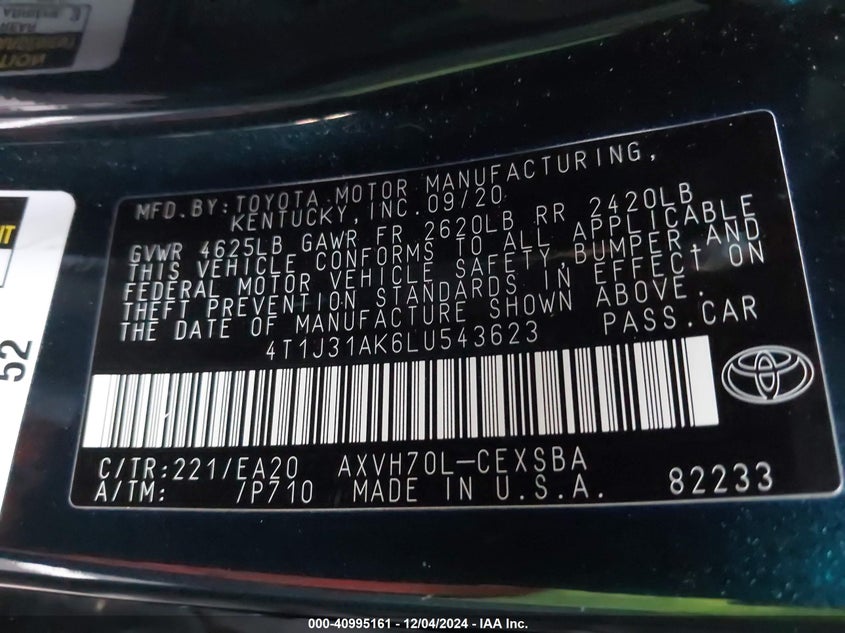 MFD.BY:TOYOTA MOTOR MANUFACTURING,
KENTUCKY,INC.09/20
GVWR 4625LB GAWR FR 2620LB RR 2420LB
THIS VEHICLE CONFORMS TO ALL APPLICABLE
FEDERAL MOTOR VEHICLE SAFETY,BUMPER,AND
THEFT PREVENTION STANDARDS IN EFFECT ON
THE DATE OF MANUFACTURE SHOWN ABOVE.
4T1J31AK6LU543623 PASS.CAR
C/TR:221/EA20 AXVH70L-CEXSBA
A/TM: /P710 MADE IN U.S.A. 82233
52
000-40995161 - 12/04/2024 - IAA Inc.